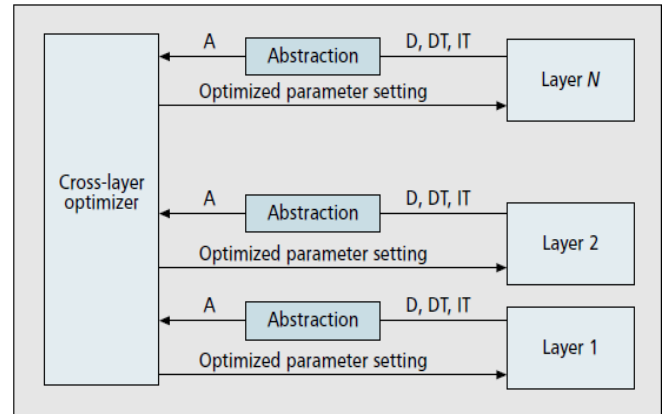 A
Abstraction
D, DT, IT
Layer N
Optimized parameter setting
Cross-layer
optimizer
A
Abstraction
D, DT, IT
Layer 2
Optimized parameter setting
A
Abstraction
D, DT, IT
Layer 1
Optimized parameter setting